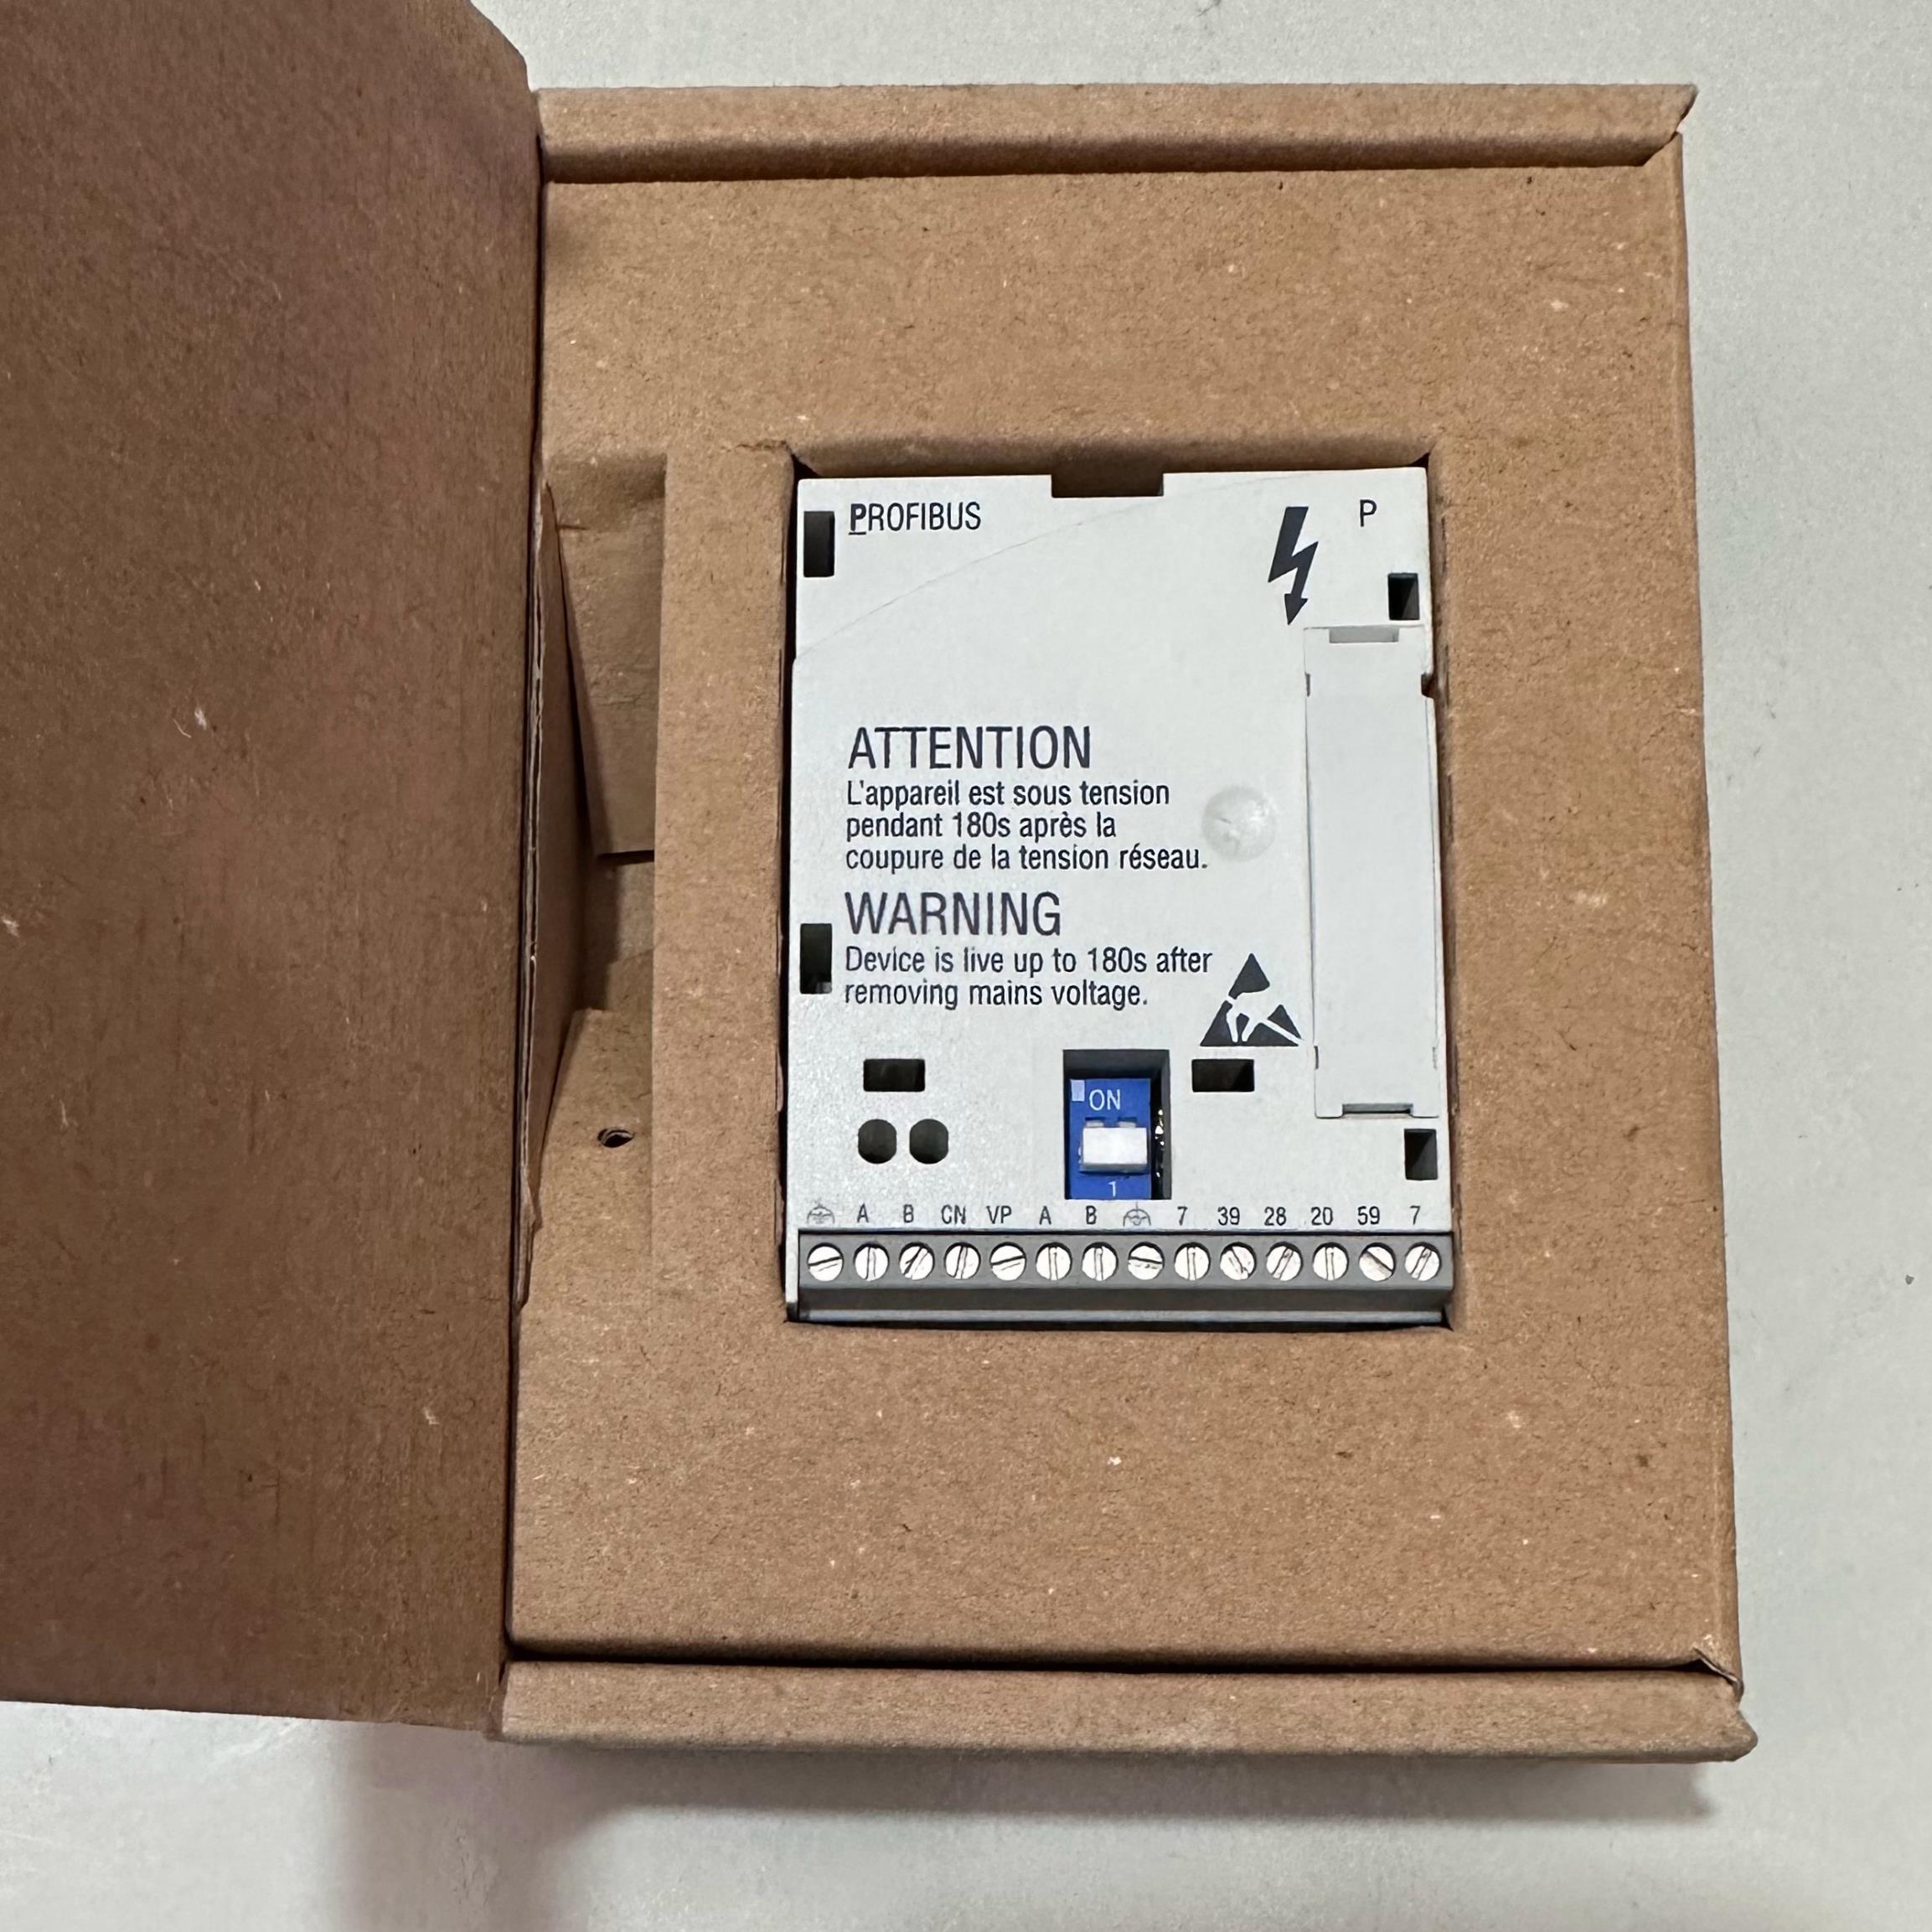 PROFIBUS P
ATTENTION
L'appareil est sous tension
pendant 180s après la
coupure de la tension réseau.
WARNING
Device is live up to 180s after
removing mains voltage.
ON
1
A B CN VP A B 7 39 28 20 59 7